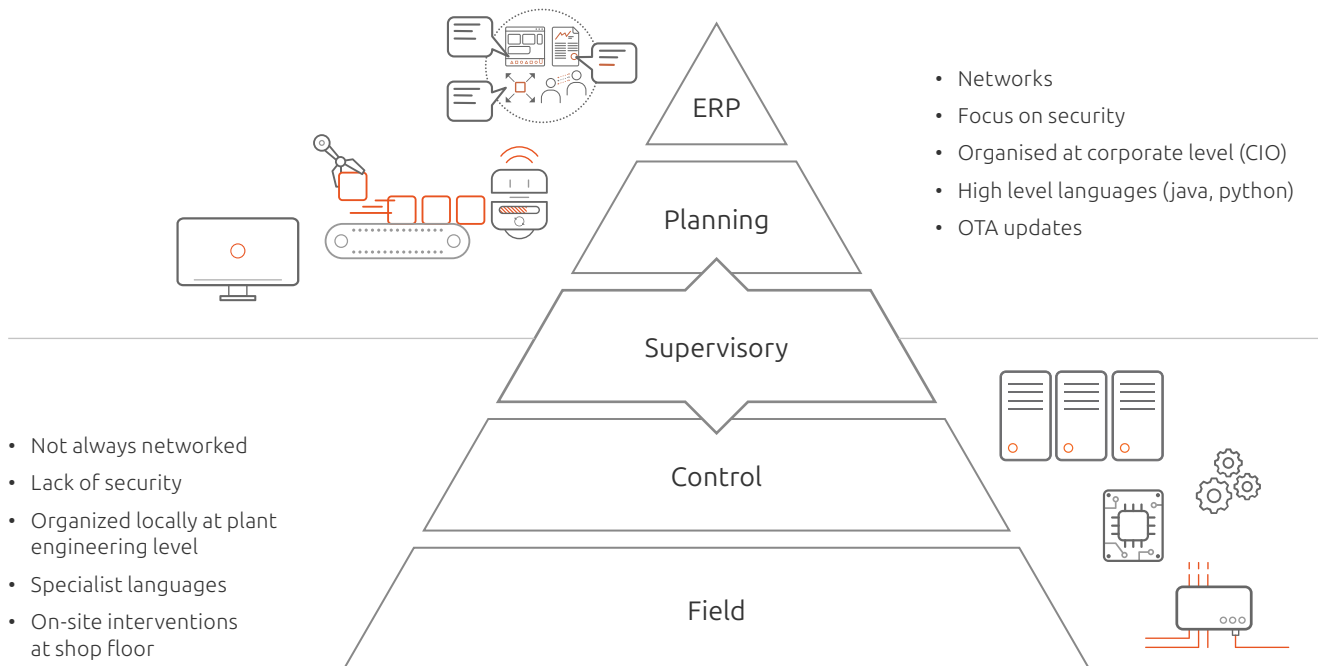 ERP
Planning
Supervisory
Control
Field
• Networks
• Focus on security
• Organised at corporate level (CIO)
• High level languages (java, python)
• OTA updates
• Not always networked
• Lack of security
• Organized locally at plant
engineering level
• Specialist languages
• On-site interventions
at shop floor